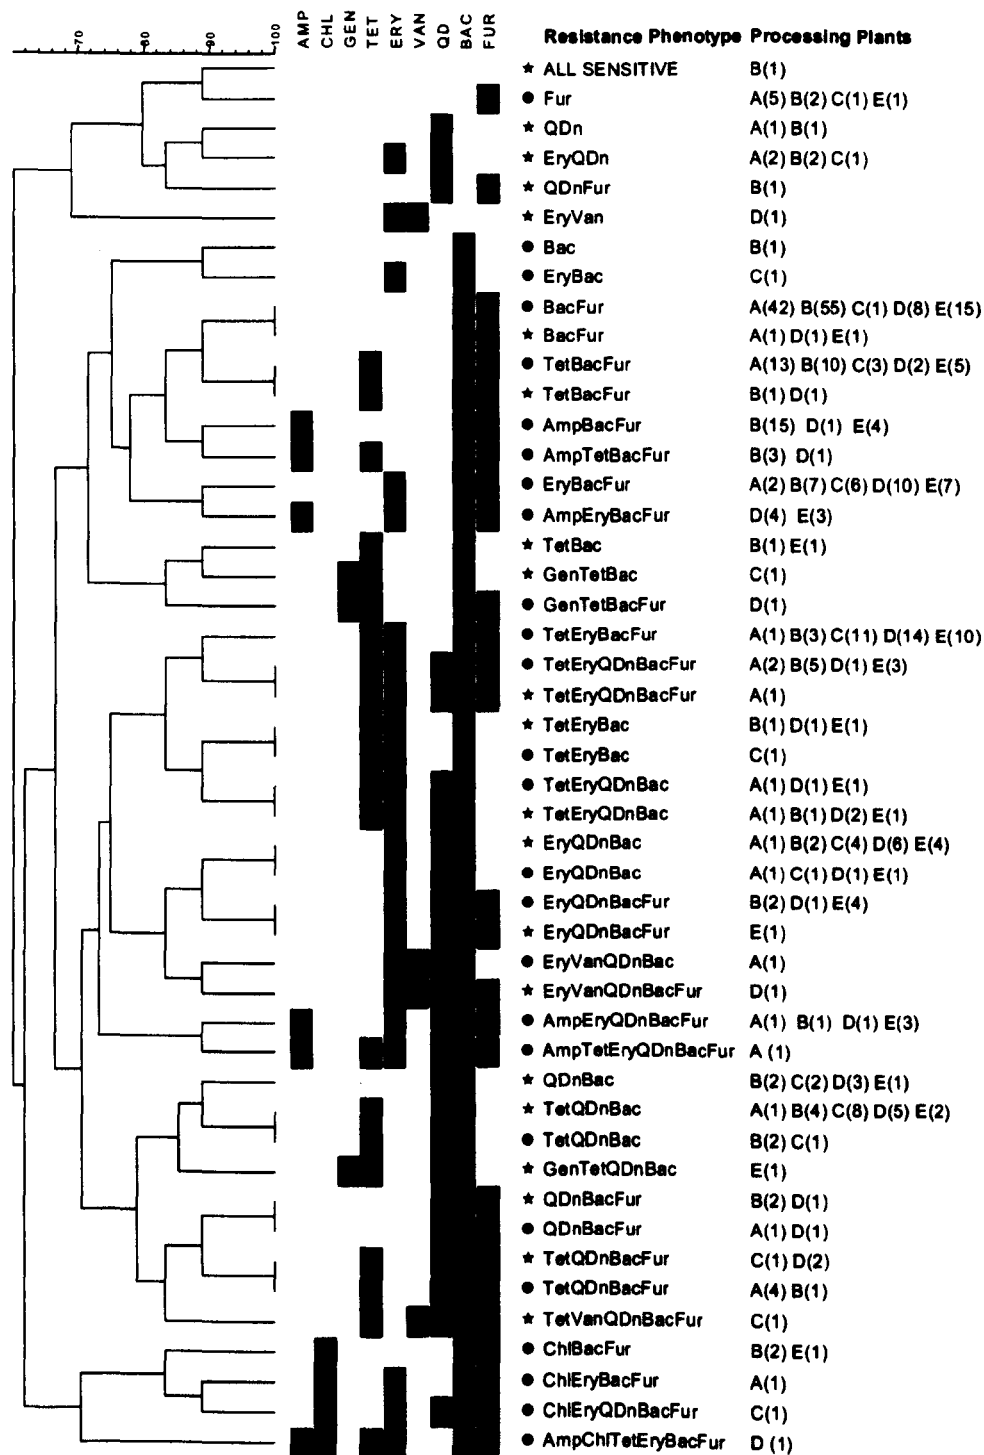 70 80 90 100 AMP CHL GEN TET ERY VAN QD BAC FUR
Resistance Phenotype Processing Plants
★ ALL SENSITIVE B(1)
● Fur A(5) B(2) C(1) E(1)
★ QDn A(1) B(1)
★ EryQDn A(2) B(2) C(1)
★ QDnFur B(1)
★ EryVan D(1)
● Bac B(1)
● EryBac C(1)
● BacFur A(42) B(55) C(1) D(8) E(15)
★ BacFur A(1) D(1) E(1)
● TetBacFur A(13) B(10) C(3) D(2) E(5)
★ TetBacFur B(1) D(1)
● AmpBacFur B(15) D(1) E(4)
● AmpTetBacFur B(3) D(1)
● EryBacFur A(2) B(7) C(6) D(10) E(7)
● AmpEryBacFur D(4) E(3)
★ TetBac B(1) E(1)
★ GenTetBac C(1)
● GenTetBacFur D(1)
● TetEryBacFur A(1) B(3) C(11) D(14) E(10)
● TetEryQDnBacFur A(2) B(5) D(1) E(3)
★ TetEryQDnBacFur A(1)
★ TetEryBac B(1) D(1) E(1)
● TetEryBac C(1)
● TetEryQDnBac A(1) D(1) E(1)
★ TetEryQDnBac A(1) B(1) D(2) E(1)
★ EryQDnBac A(1) B(2) C(4) D(6) E(4)
● EryQDnBac A(1) C(1) D(1) E(1)
● EryQDnBacFur B(2) D(1) E(4)
★ EryQDnBacFur E(1)
● EryVanQDnBac A(1)
★ EryVanQDnBacFur D(1)
● AmpEryQDnBacFur A(1) B(1) D(1) E(3)
● AmpTetEryQDnBacFur A (1)
★ QDnBac B(2) C(2) D(3) E(1)
★ TetQDnBac A(1) B(4) C(8) D(5) E(2)
● TetQDnBac B(2) C(1)
★ GenTetQDnBac E(1)
★ QDnBacFur B(2) D(1)
● QDnBacFur A(1) D(1)
★ TetQDnBacFur C(1) D(2)
● TetQDnBacFur A(4) B(1)
★ TetVanQDnBacFur C(1)
● ChlBacFur B(2) E(1)
● ChlEryBacFur A(1)
● ChlEryQDnBacFur C(1)
● AmpChlTetEryBacFur D (1)